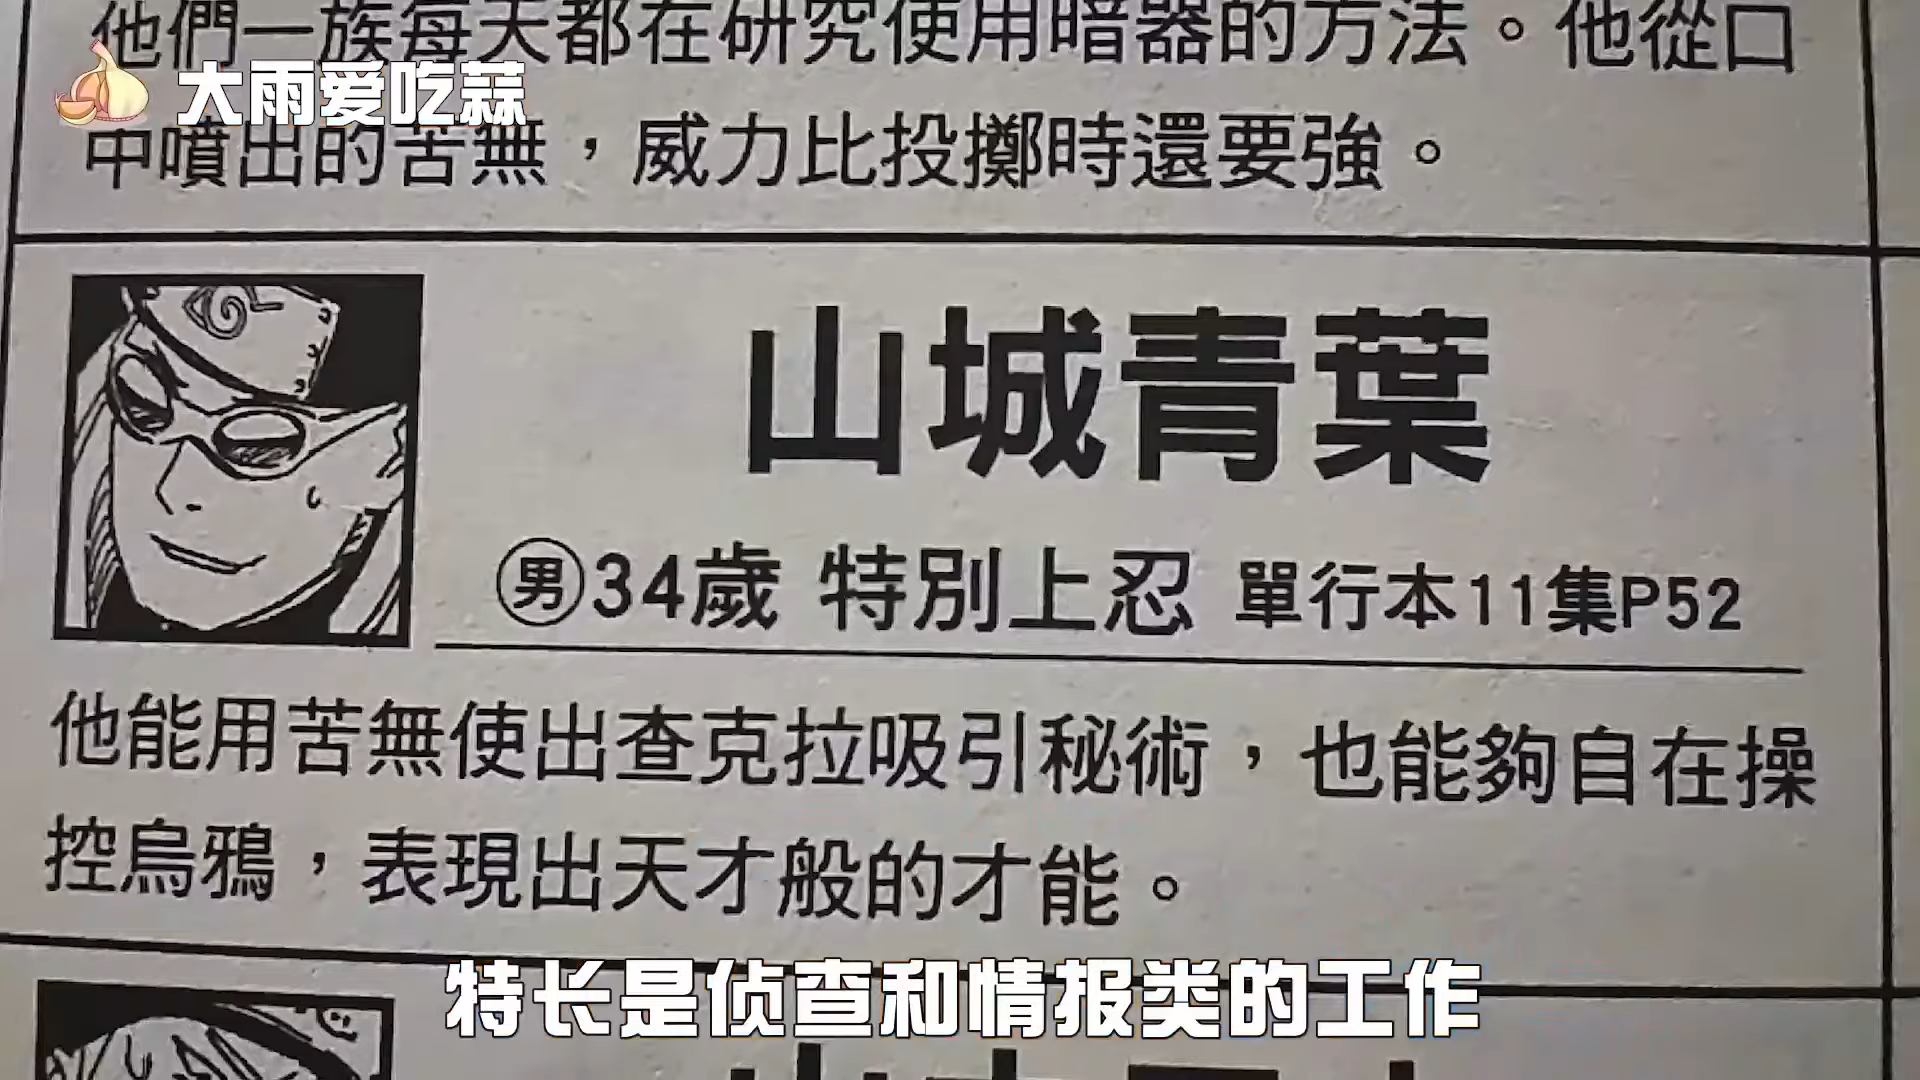 他們一族每天都在研究使用暗器的方法。他從口
大雨爱吃蒜
中噴出的苦無，威力比投擲時還要強。
山城青葉
男34歲 特別上忍 單行本11集P52
他能用苦無使出查克拉吸引秘術，也能夠自在操
控烏鴉，表現出天才般的才能。
特长是侦查和情报类的工作